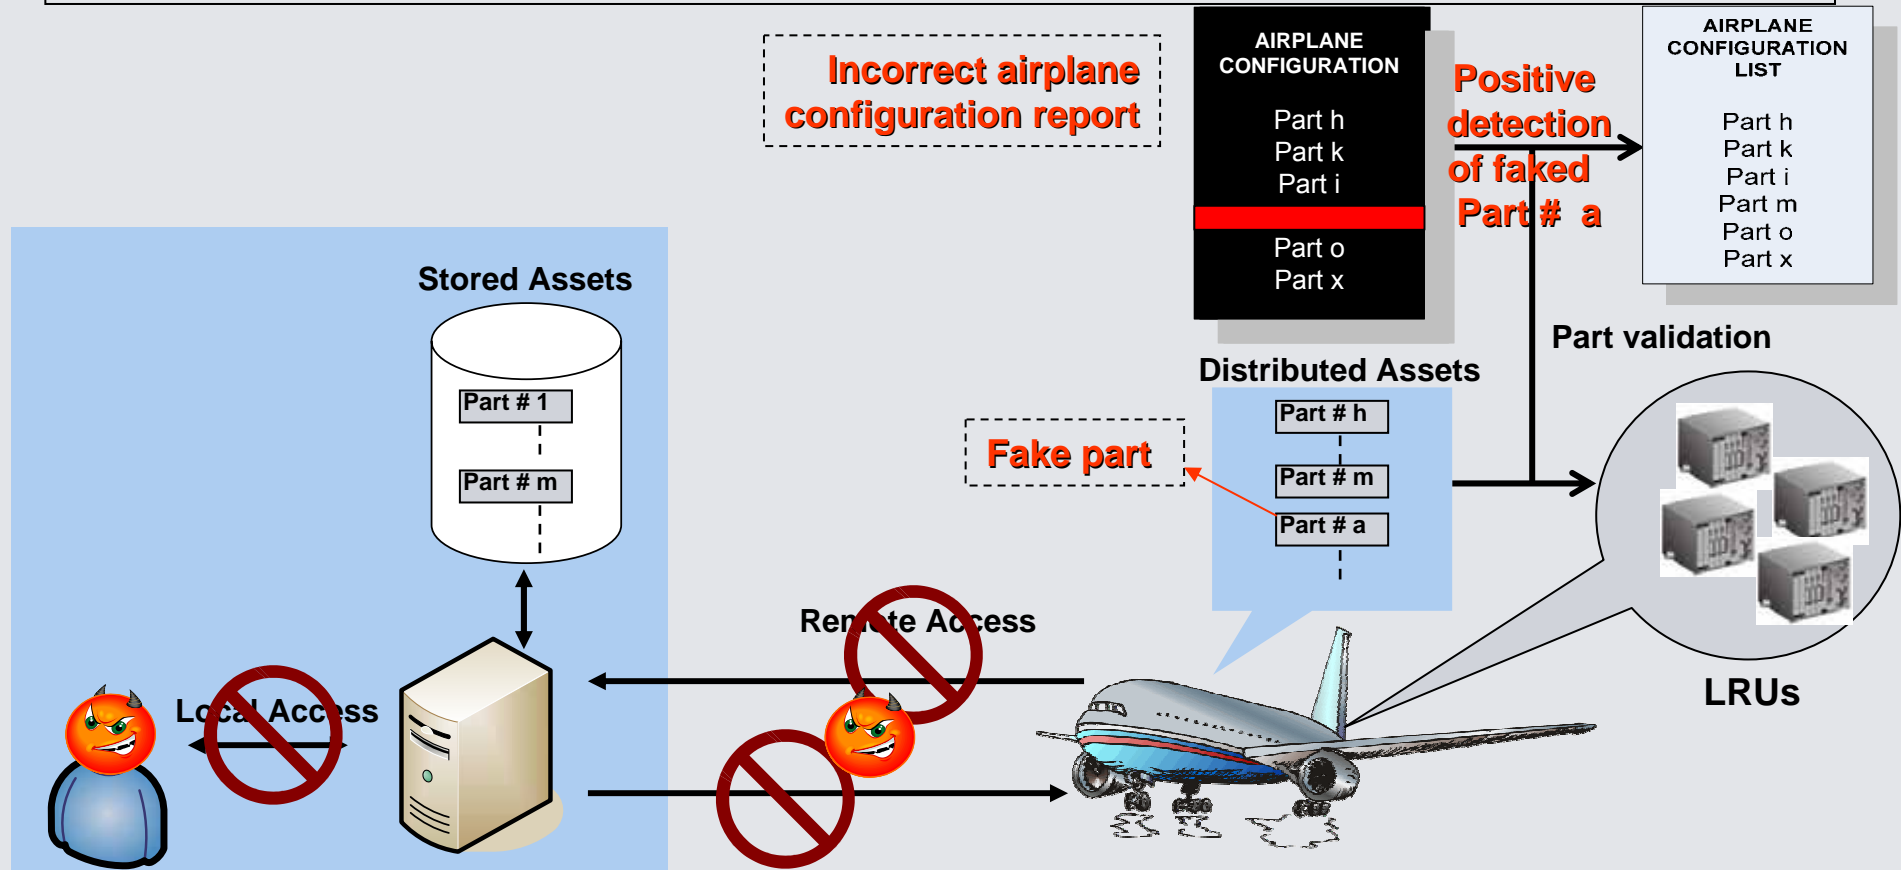 Incorrect airplane
configuration report
AIRPLANE
CONFIGURATION
Part h
Part k
Part i
Part o
Part x
Positive
detection
of faked
Part # a
AIRPLANE
CONFIGURATION
LIST
Part h
Part k
Part i
Part m
Part o
Part x
Stored Assets
Part # 1
Part # m
Part validation
Distributed Assets
Part # h
Part # m
Part # a
Fake part
Remote Access
Local Access
LRUs